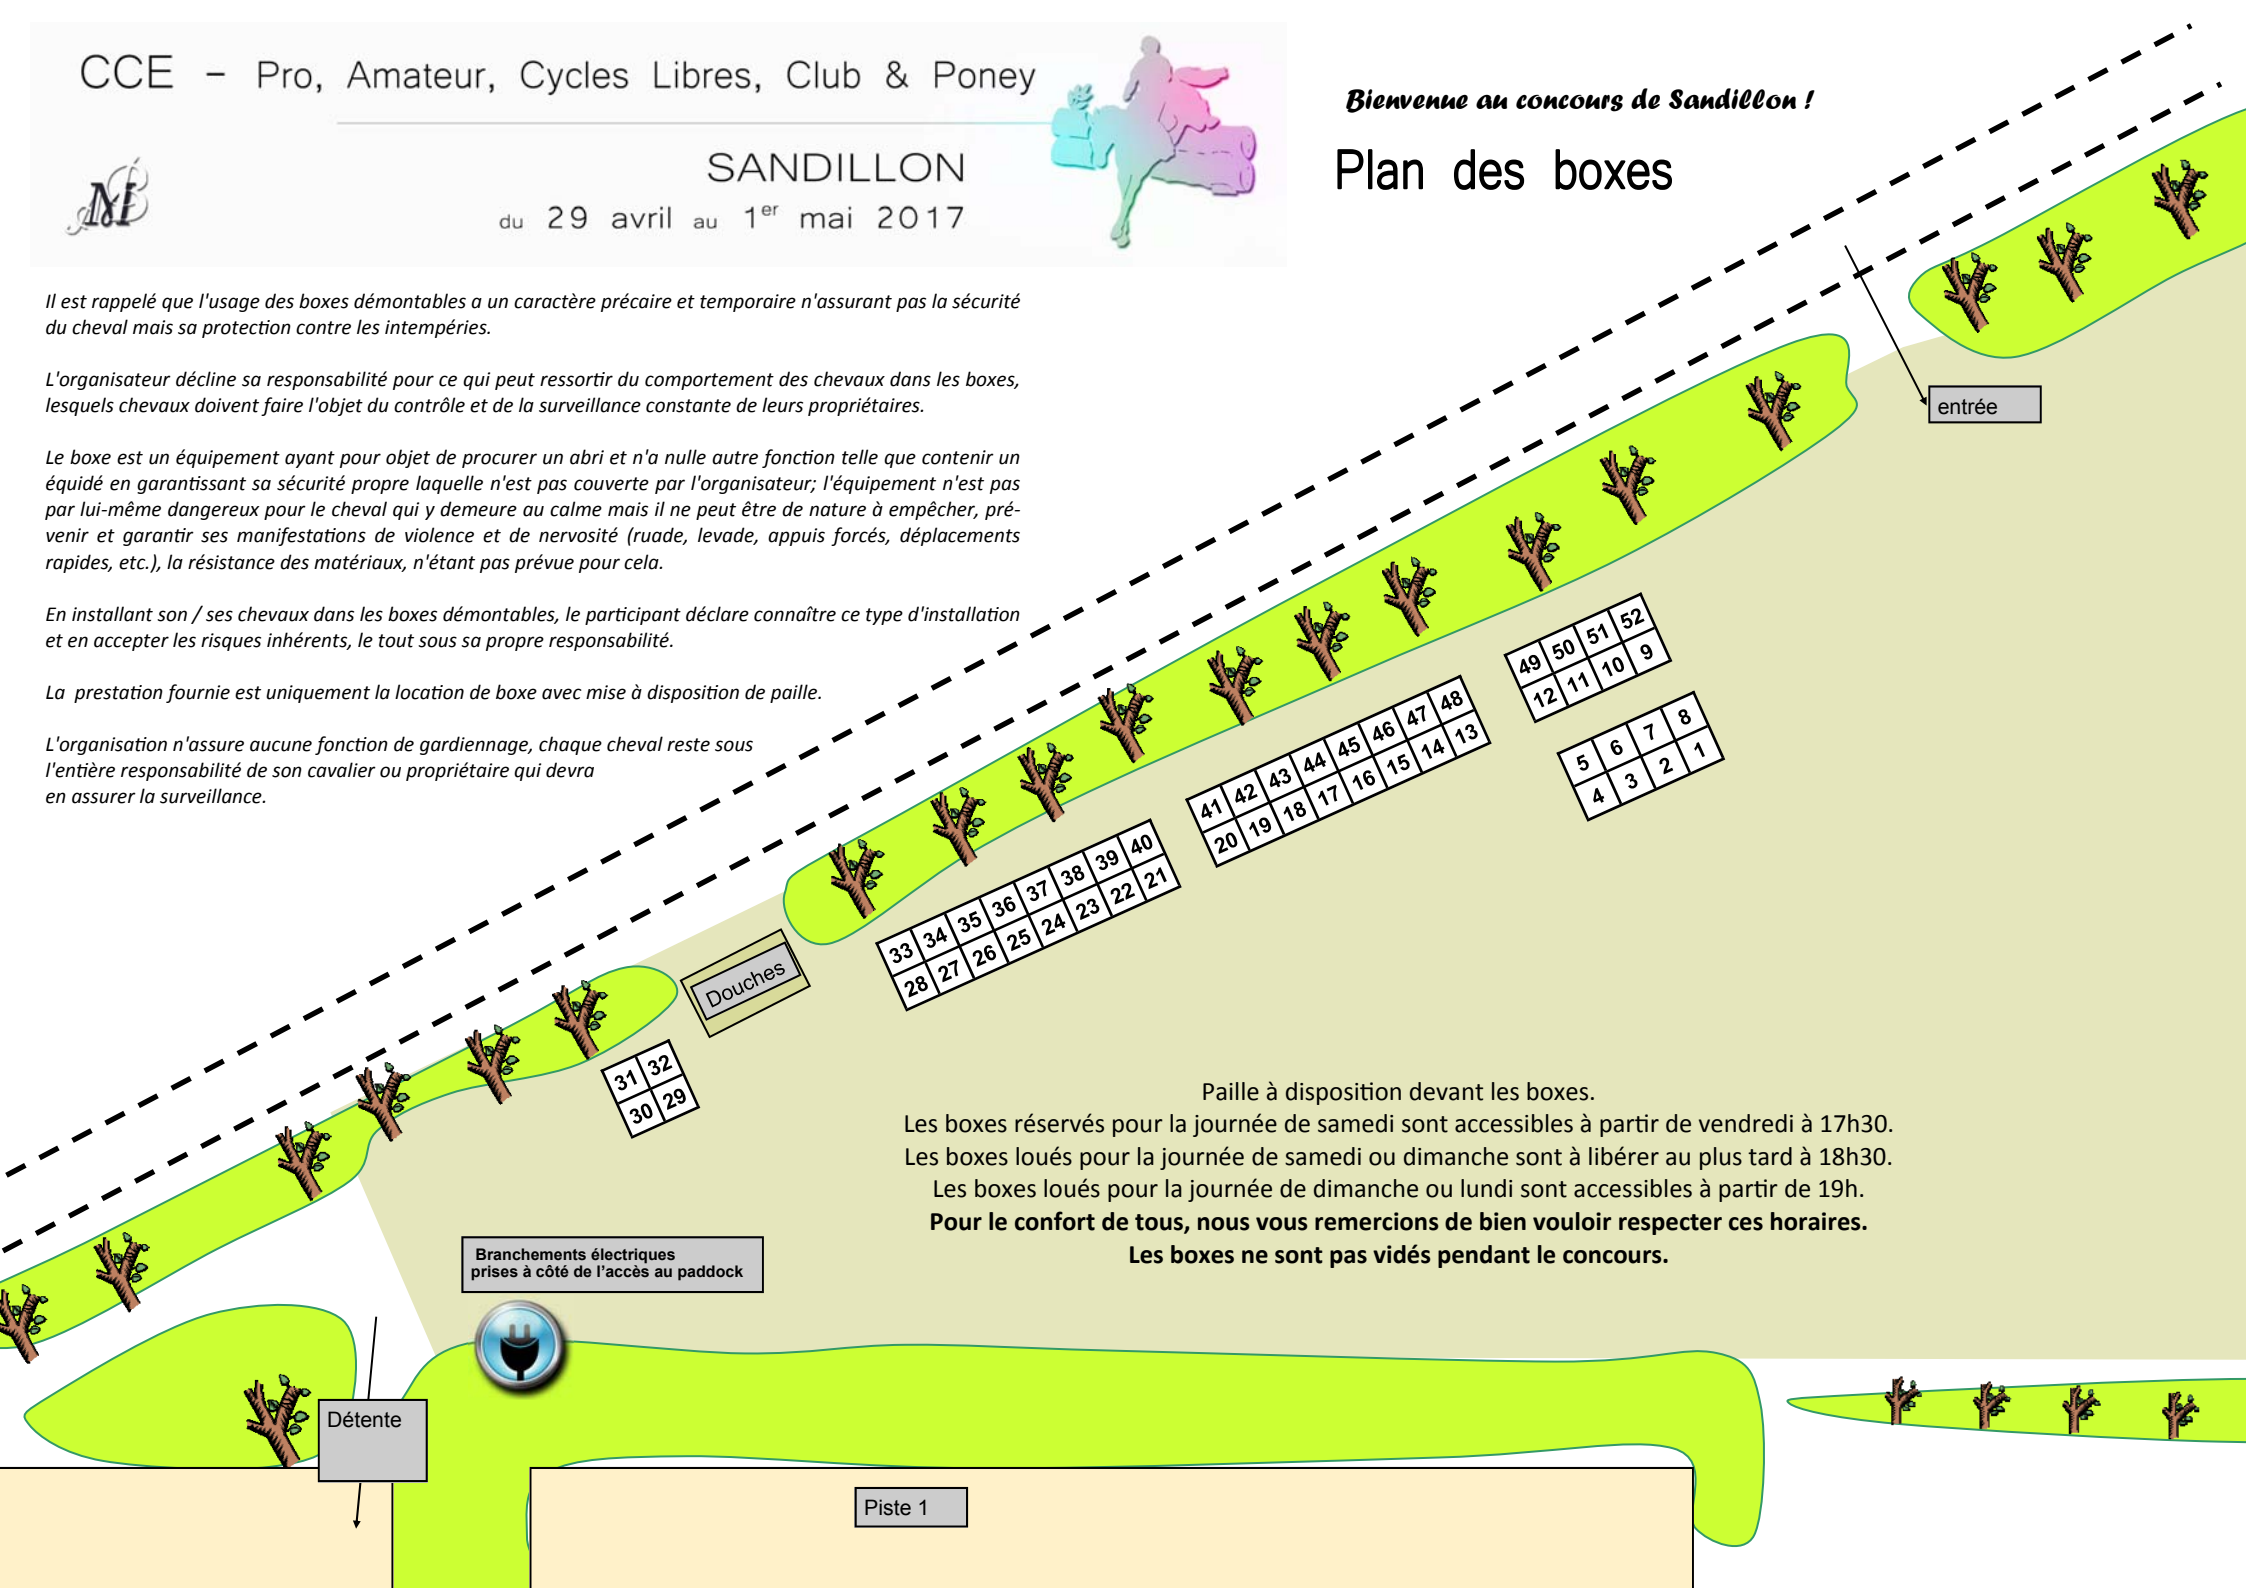 CCE – Pro, Amateur, Cycles Libres, Club & Poney
SANDILLON
du 29 avril au 1er mai 2017
Bienvenue au concours de Sandillon !
Plan des boxes
Il est rappelé que l'usage des boxes démontables a un caractère précaire et temporaire n'assurant pas la sécurité
du cheval mais sa protection contre les intempéries.
L'organisateur décline sa responsabilité pour ce qui peut ressortir du comportement des chevaux dans les boxes,
lesquels chevaux doivent faire l'objet du contrôle et de la surveillance constante de leurs propriétaires.
Le boxe est un équipement ayant pour objet de procurer un abri et n'a nulle autre fonction telle que contenir un
équidé en garantissant sa sécurité propre laquelle n'est pas couverte par l'organisateur; l'équipement n'est pas
par lui-même dangereux pour le cheval qui y demeure au calme mais il ne peut être de nature à empêcher, pré-
venir et garantir ses manifestations de violence et de nervosité (ruade, levade, appuis forcés, déplacements
rapides, etc.), la résistance des matériaux, n'étant pas prévue pour cela.
En installant son / ses chevaux dans les boxes démontables, le participant déclare connaître ce type d'installation
et en accepter les risques inhérents, le tout sous sa propre responsabilité.
La prestation fournie est uniquement la location de boxe avec mise à disposition de paille.
L'organisation n'assure aucune fonction de gardiennage, chaque cheval reste sous
l'entière responsabilité de son cavalier ou propriétaire qui devra
en assurer la surveillance.
entrée
49 50 51 52
12 11 10 9
5 6 7 8
4 3 2 1
41 42 43 44 45 46 47 48
20 19 18 17 16 15 14 13
33 34 35 36 37 38 39 40
28 27 26 25 24 23 22 21
Douches
31 32
30 29
Paille à disposition devant les boxes.
Les boxes réservés pour la journée de samedi sont accessibles à partir de vendredi à 17h30.
Les boxes loués pour la journée de samedi ou dimanche sont à libérer au plus tard à 18h30.
Les boxes loués pour la journée de dimanche ou lundi sont accessibles à partir de 19h.
Pour le confort de tous, nous vous remercions de bien vouloir respecter ces horaires.
Les boxes ne sont pas vidés pendant le concours.
Branchements électriques
prises à côté de l'accès au paddock
Détente
Piste 1